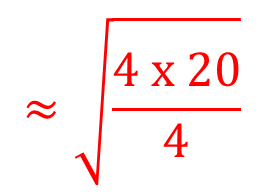 ≈ √(4 x 20 / 4)